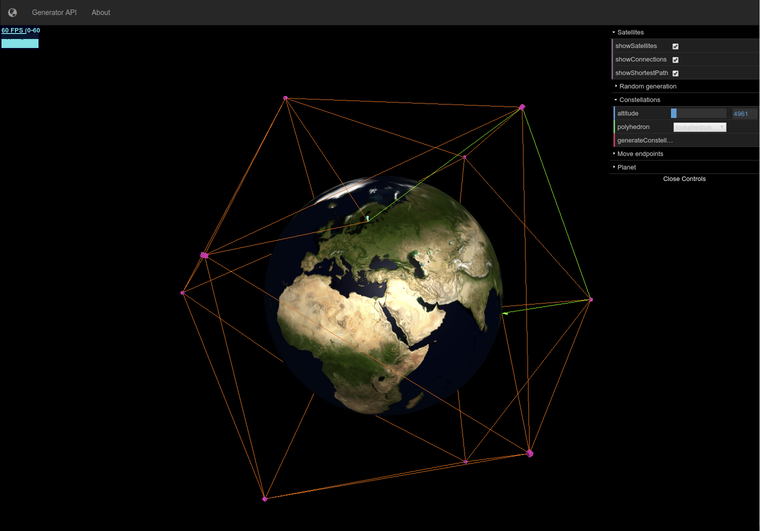 Generator API About
60 FPS (0-60
Satellites
showSatellites
showConnections
showShortestPath
Random generation
Constellations
altitude 4961
polyhedron
generateConstell...
Move endpoints
Planet
Close Controls